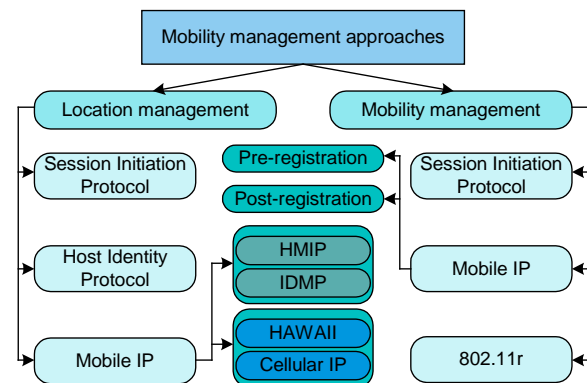 Mobility management approaches
Location management
Mobility management
Session Initiation
Protocol
Pre-registration
Post-registration
Session Initiation
Protocol
Host Identity
Protocol
HMIP
IDMP
Mobile IP
Mobile IP
HAWAII
Cellular IP
802.11r